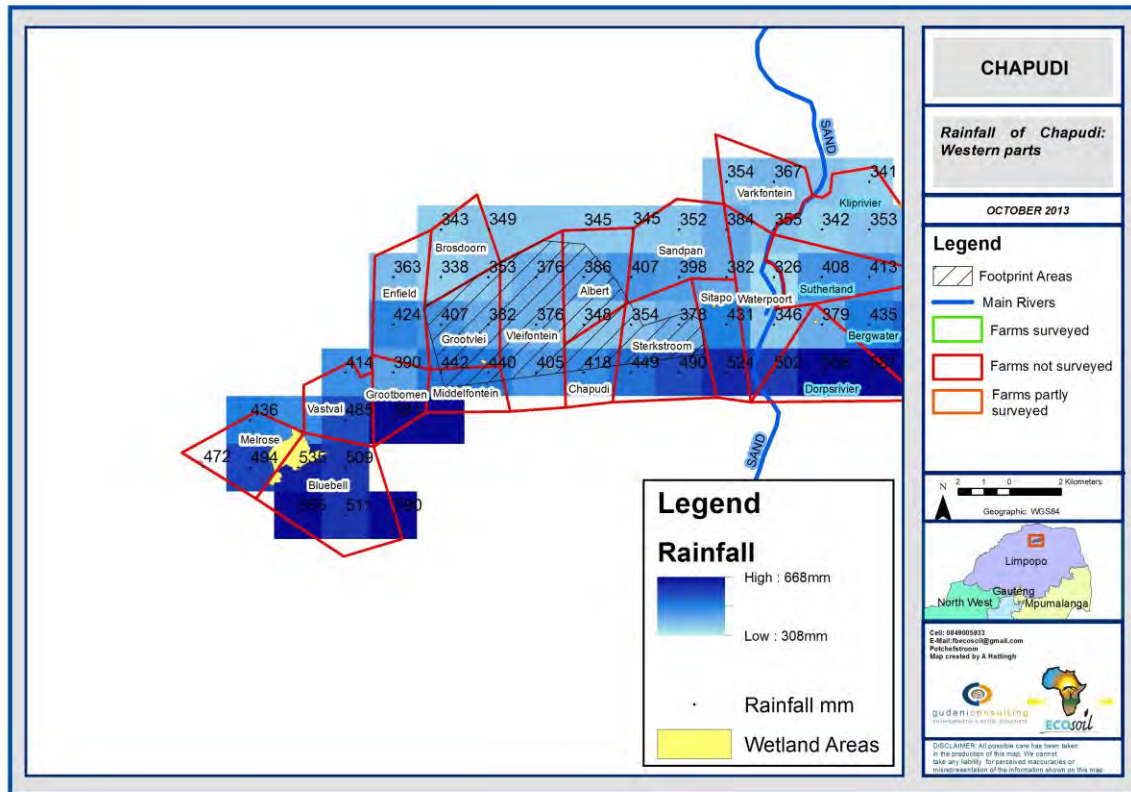 CHAPUDI
Rainfall of Chapudi:
Western parts
OCTOBER 2013
Legend
Footprint Areas
Main Rivers
Farms surveyed
Farms not surveyed
Farms partly
surveyed
N
2 1 0 2 Kilometers
Geographic: WGS84
Limpopo
North West
Gauteng
Mpumalanga
Cell: 0849005933
E-Mail:fbecosoil@gmail.com
Potchefstroom
Map created by A Hattingh
gudaniconsulting
ECOsoil
DISCLAIMER: All possible care has been taken
in the production of this map. We cannot
take any liability for perceived inaccuracies or
misrepresentation of the information shown on this map
SAND
354 367 341
Varkfontein
Kliprivier
343 349 345 345 352 384 355 342 353
Brosdoorn
Sandpan
363 338 353 376 386 407 398 382 326 408 413
Enfield
Albert
Sitapo
Waterpoort
Sutherland
424 407 382 376 348 354 378 431 346 379 435
Grootvlei
Vleifontein
Sterkstroom
Bergwater
414 390 442 440 405 418 449 490 524 502
Grootbomen
Middelfontein
Chapudi
Dorpsrivier
436
Vastval
485
Melrose
472 494 535 509
Bluebell
511
SAND
Legend
Rainfall
High : 668mm
Low : 308mm
Rainfall mm
Wetland Areas